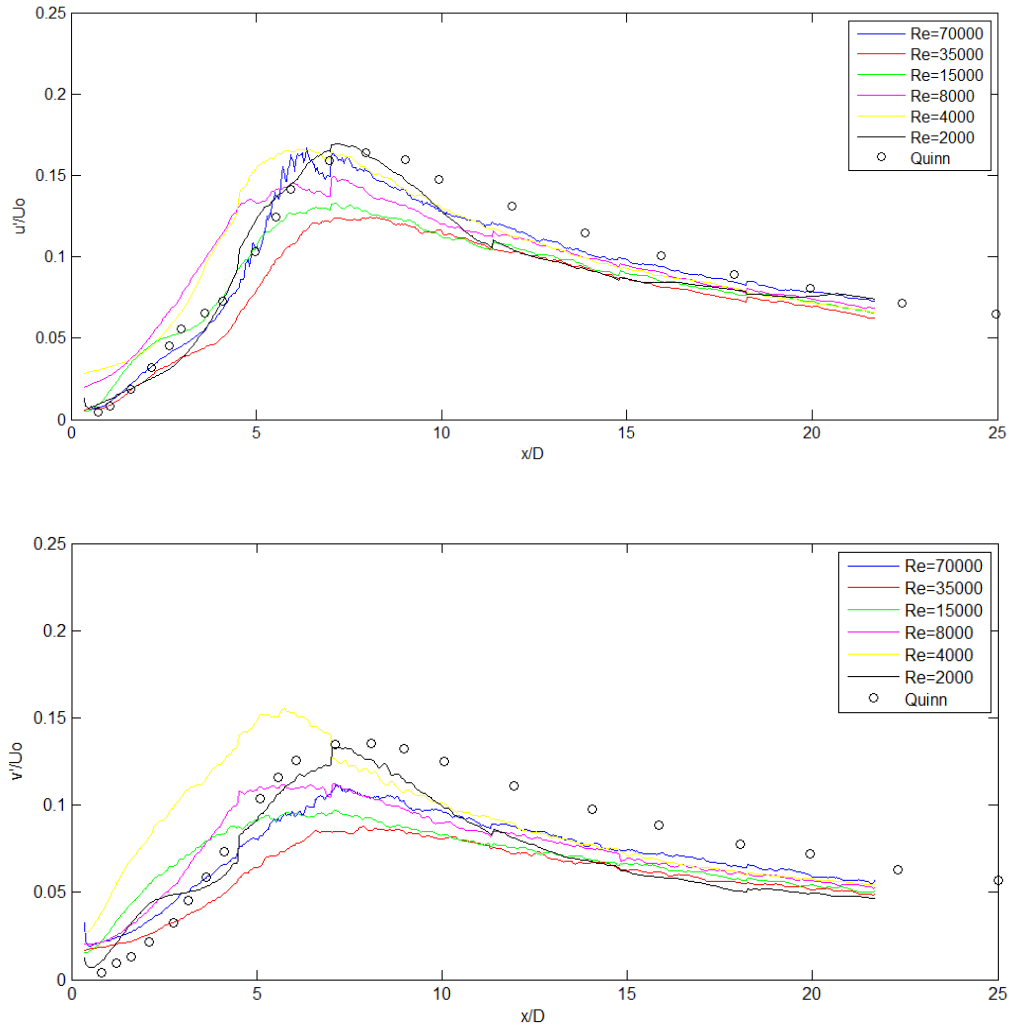 0.25
0.2
0.15
0.1
0.05
0
u'/Uo
0 5 10 15 20 25
x/D
Re=70000
Re=35000
Re=15000
Re=8000
Re=4000
Re=2000
Quinn
0.25
0.2
0.15
0.1
0.05
0
v'/Uo
0 5 10 15 20 25
x/D
Re=70000
Re=35000
Re=15000
Re=8000
Re=4000
Re=2000
Quinn